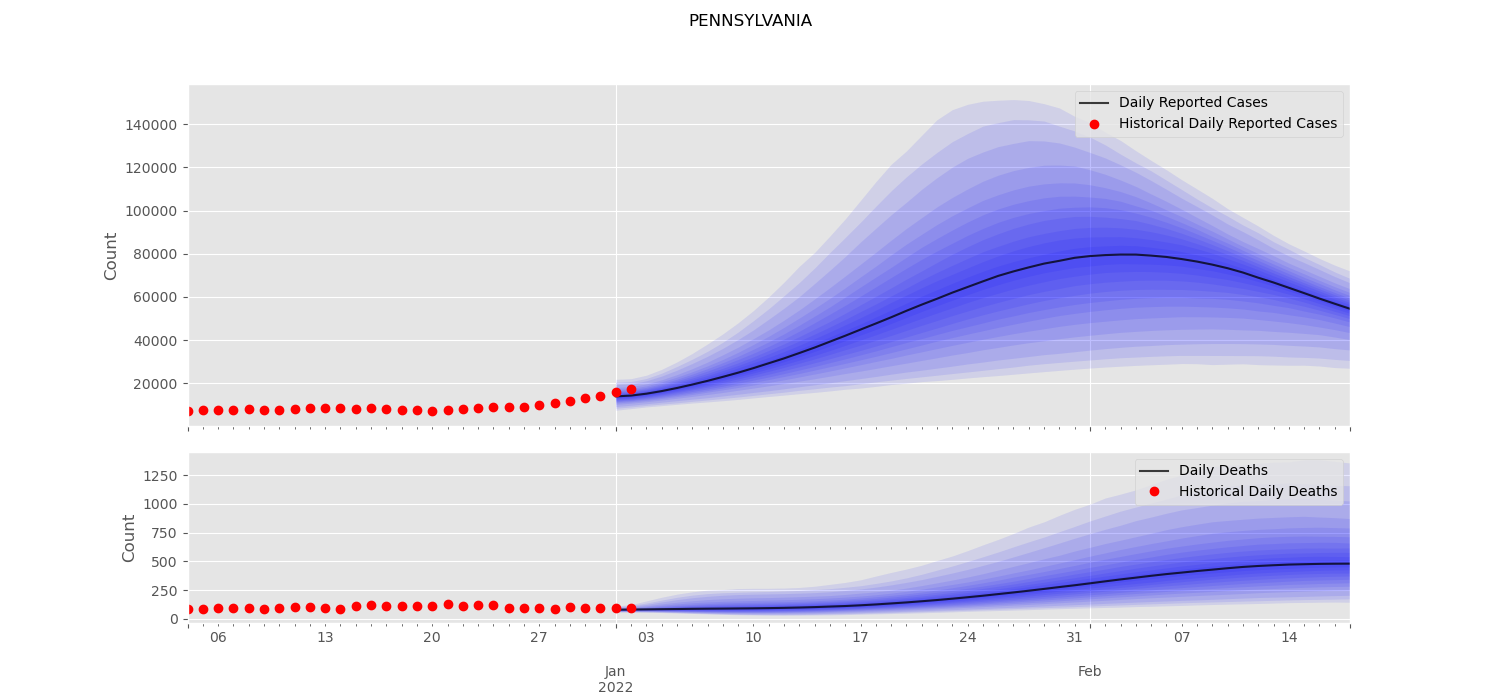 PENNSYLVANIA
Daily Reported Cases
Historical Daily Reported Cases
140000
120000
100000
80000
60000
40000
20000
Count
Daily Deaths
Historical Daily Deaths
1250
1000
750
500
250
0
Count
06 13 20 27 03 10 17 24 31 07 14
Jan Feb
2022